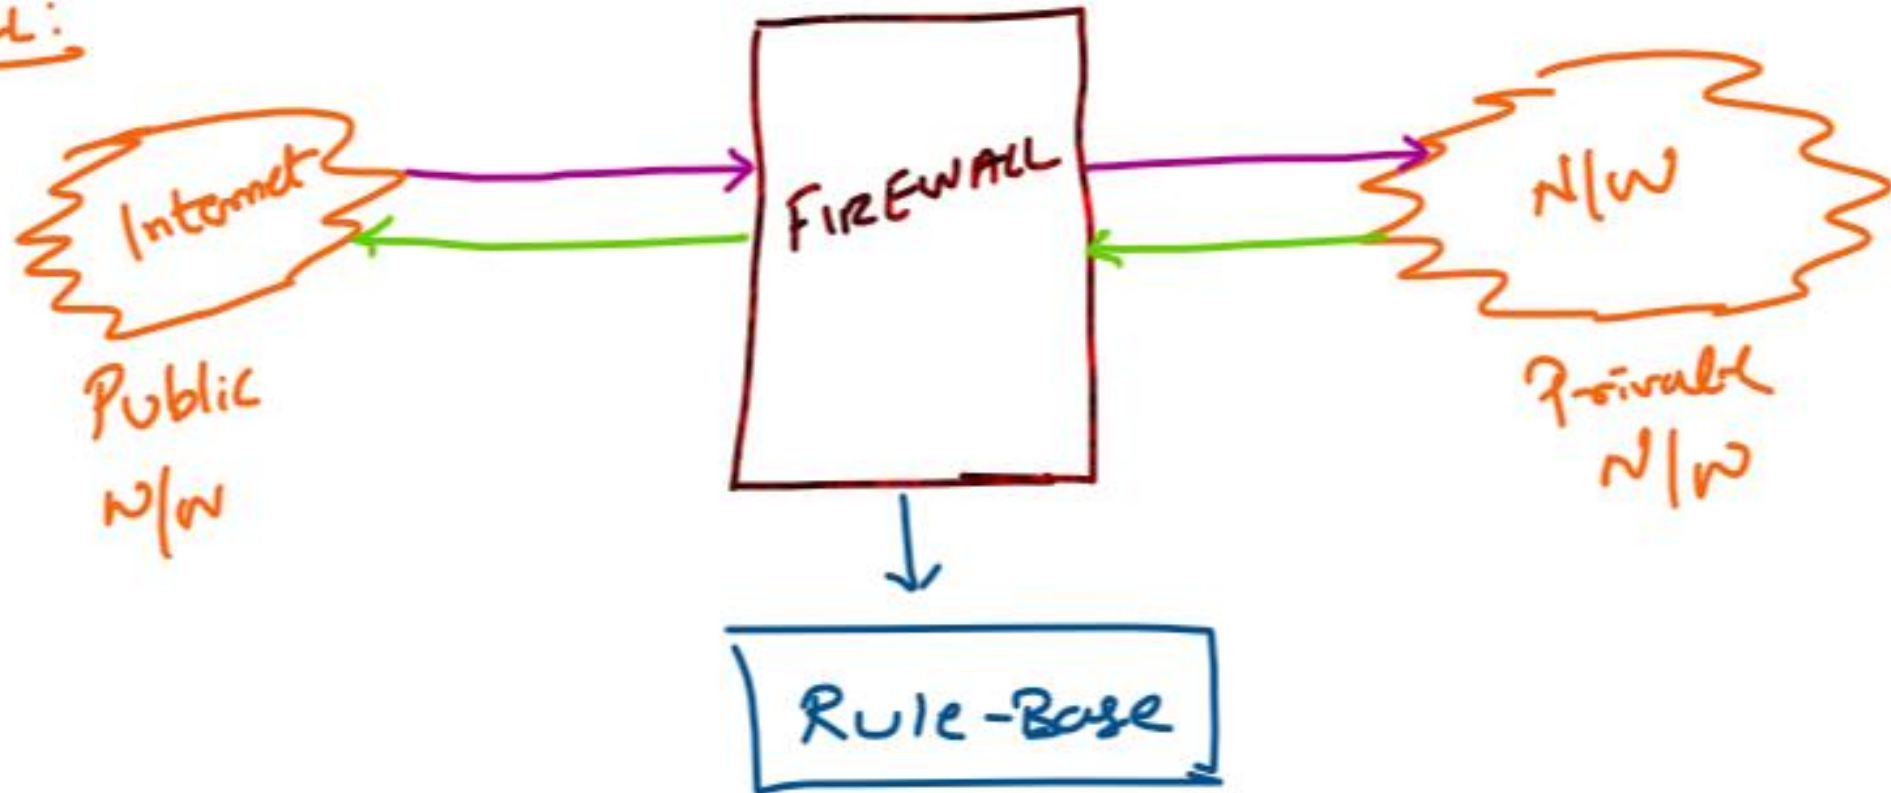 Internet
FIREWALL
N/W
Public
N/W
Private
N/W
Rule-Base